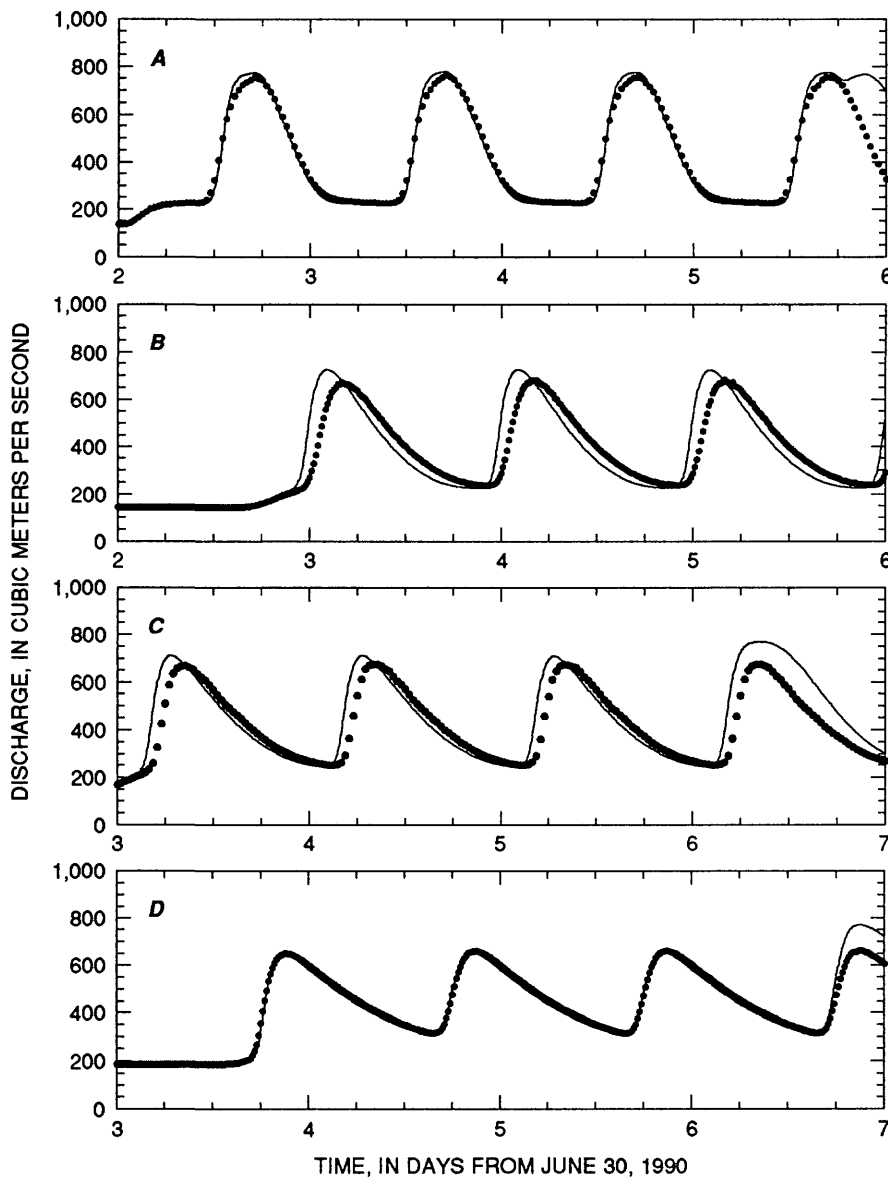 DISCHARGE, IN CUBIC METERS PER SECOND
A
1,000
800
600
400
200
0
2 3 4 5 6
B
1,000
800
600
400
200
0
2 3 4 5 6
C
1,000
800
600
400
200
0
3 4 5 6 7
D
1,000
800
600
400
200
0
3 4 5 6 7
TIME, IN DAYS FROM JUNE 30, 1990